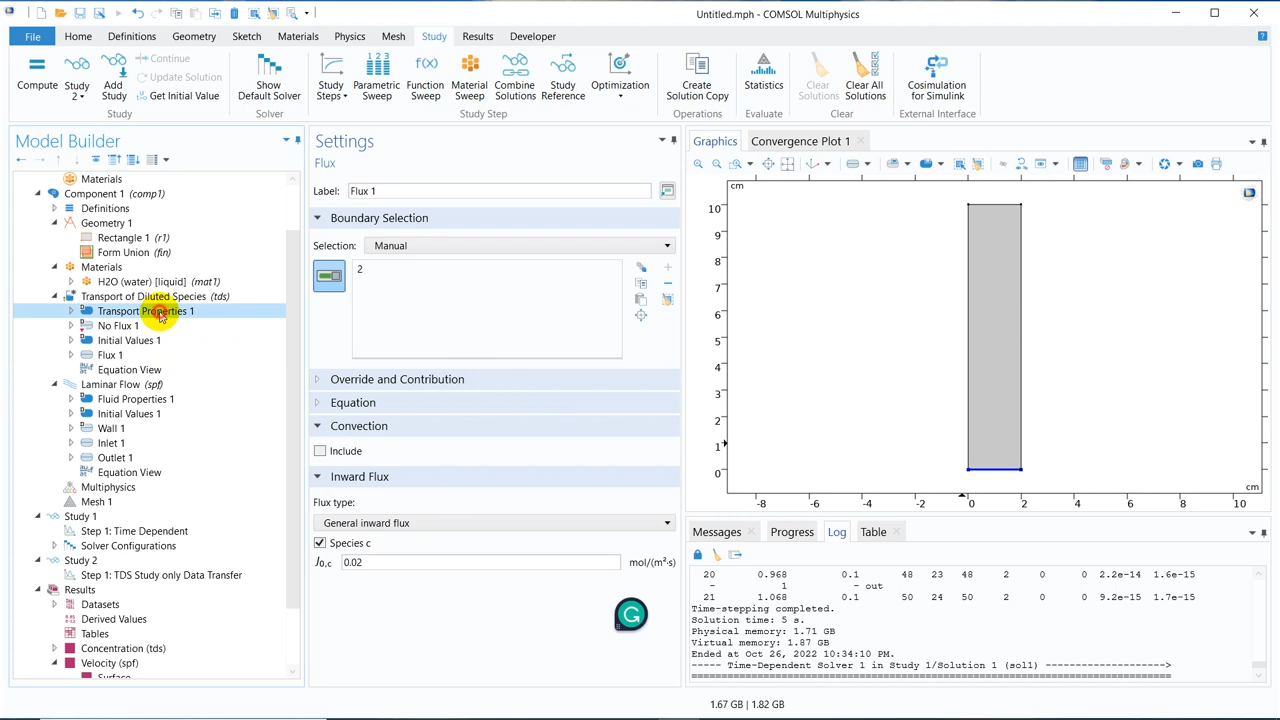 Untitled.mph - COMSOL Multiphysics
File Home Definitions Geometry Sketch Materials Physics Mesh Study Results Developer
Compute
Study 2
Add Study
Continue
Update Solution
Get Initial Value
Study
Show Default Solver
Solver
Study Steps
Parametric Sweep
Function Sweep
Material Sweep
Combine Solutions
Study Reference
Optimization
Study Step
Create Solution Copy
Operations
Statistics
Evaluate
Clear Solutions
Clear All Solutions
Clear
Cosimulation for Simulink
External Interface
Model Builder
Materials
Component 1 (comp1)
Definitions
Geometry 1
Rectangle 1 (r1)
Form Union (fin)
Materials
H2O (water) [liquid] (mat1)
Transport of Diluted Species (tds)
Transport Properties 1
No Flux 1
Initial Values 1
Flux 1
Equation View
Laminar Flow (spf)
Fluid Properties 1
Initial Values 1
Wall 1
Inlet 1
Outlet 1
Equation View
Multiphysics
Mesh 1
Study 1
Step 1: Time Dependent
Solver Configurations
Study 2
Step 1: TDS Study only Data Transfer
Results
Datasets
Derived Values
Tables
Concentration (tds)
Velocity (spf)
Surface
Settings
Flux
Label: Flux 1
Boundary Selection
Selection: Manual
2
Override and Contribution
Equation
Convection
Include
Inward Flux
Flux type:
General inward flux
Species c
J0,c 0.02 mol/(m²·s)
Graphics Convergence Plot 1
cm
10
9
8
7
6
5
4
3
2
1
0
-8 -6 -4 -2 0 2 4 6 8 10
cm
Messages Progress Log Table
20 0.968 0.1 48 23 48 2 0 0 2.2e-14 1.6e-15
- 1 - out
21 1.068 0.1 50 24 50 2 0 0 9.2e-15 1.7e-15
Time-stepping completed.
Solution time: 5 s.
Physical memory: 1.71 GB
Virtual memory: 1.87 GB
Ended at Oct 26, 2022 10:34:10 PM.
----- Time-Dependent Solver 1 in Study 1/Solution 1 (sol1) --------------------->
1.67 GB | 1.82 GB